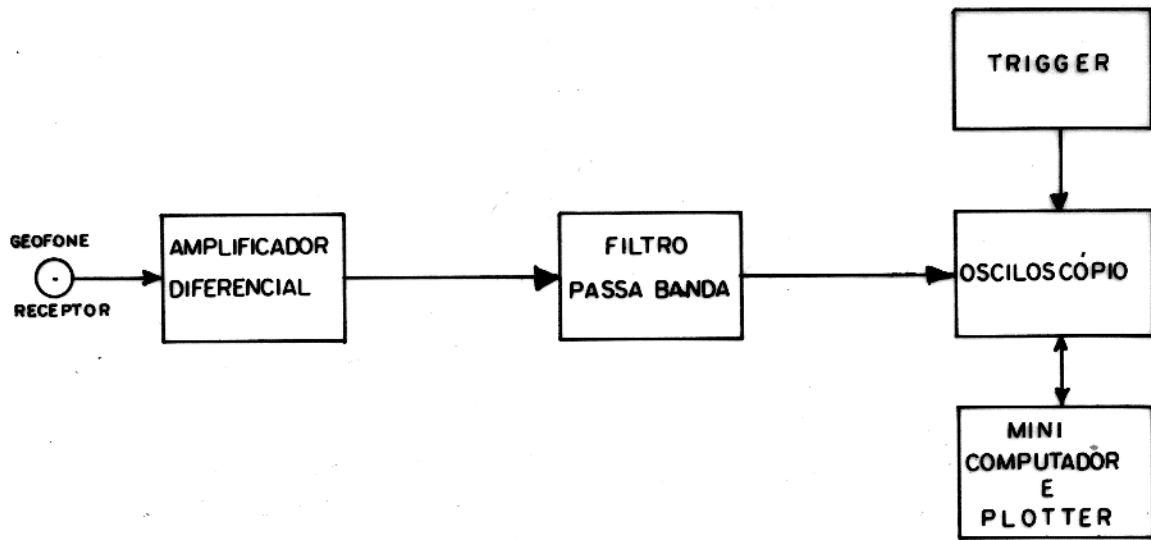 TRIGGER
GEOFONE
RECEPTOR
AMPLIFICADOR
DIFERENCIAL
FILTRO
PASSA BANDA
OSCILOSCÓPIO
MINI
COMPUTADOR
E
PLOTTER